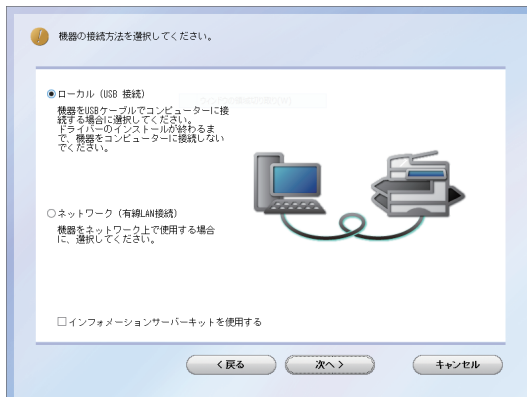 機器の接続方法を選択してください。
ローカル（USB 接続）
機器をUSBケーブルでコンピューターに接
続する場合に選択してください。
ドライバーのインストールが終わるま
で、機器をコンピューターに接続しない
でください。
ネットワーク（有線LAN接続）
機器をネットワーク上で使用する場合
に、選択してください。
インフォメーションサーバーキットを使用する
< 戻る
次へ >
キャンセル